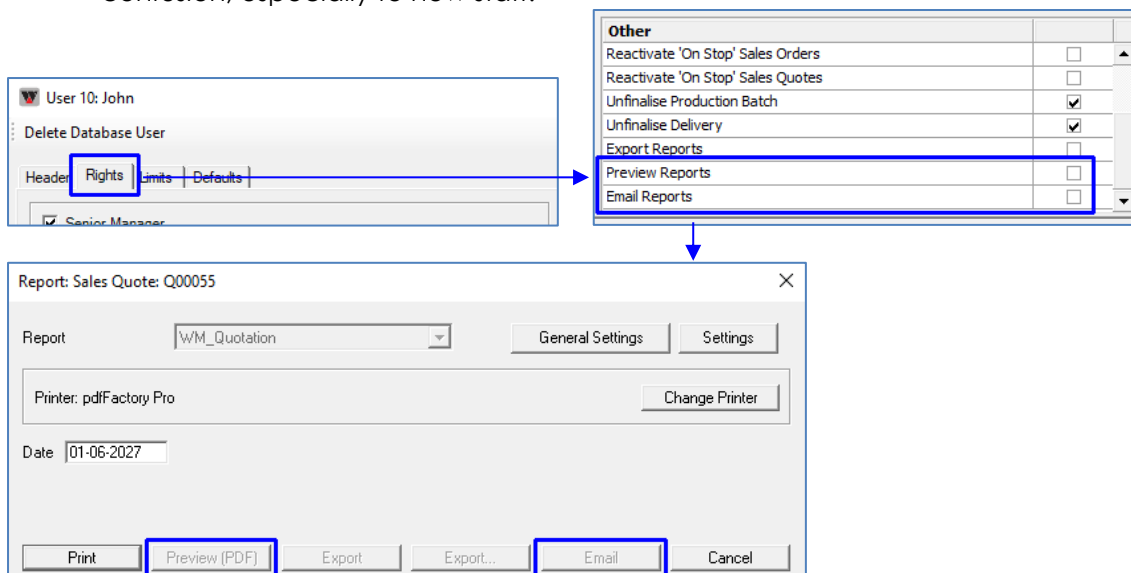 Other
Reactivate 'On Stop' Sales Orders
Reactivate 'On Stop' Sales Quotes
Unfinalise Production Batch
Unfinalise Delivery
Export Reports
Preview Reports
Email Reports
User 10: John
Delete Database User
Header Rights Limits Defaults
Senior Manager
Report: Sales Quote: Q00055
Report WM_Quotation General Settings Settings
Printer: pdfFactory Pro Change Printer
Date 01-06-2027
Print Preview (PDF) Export Export... Email Cancel